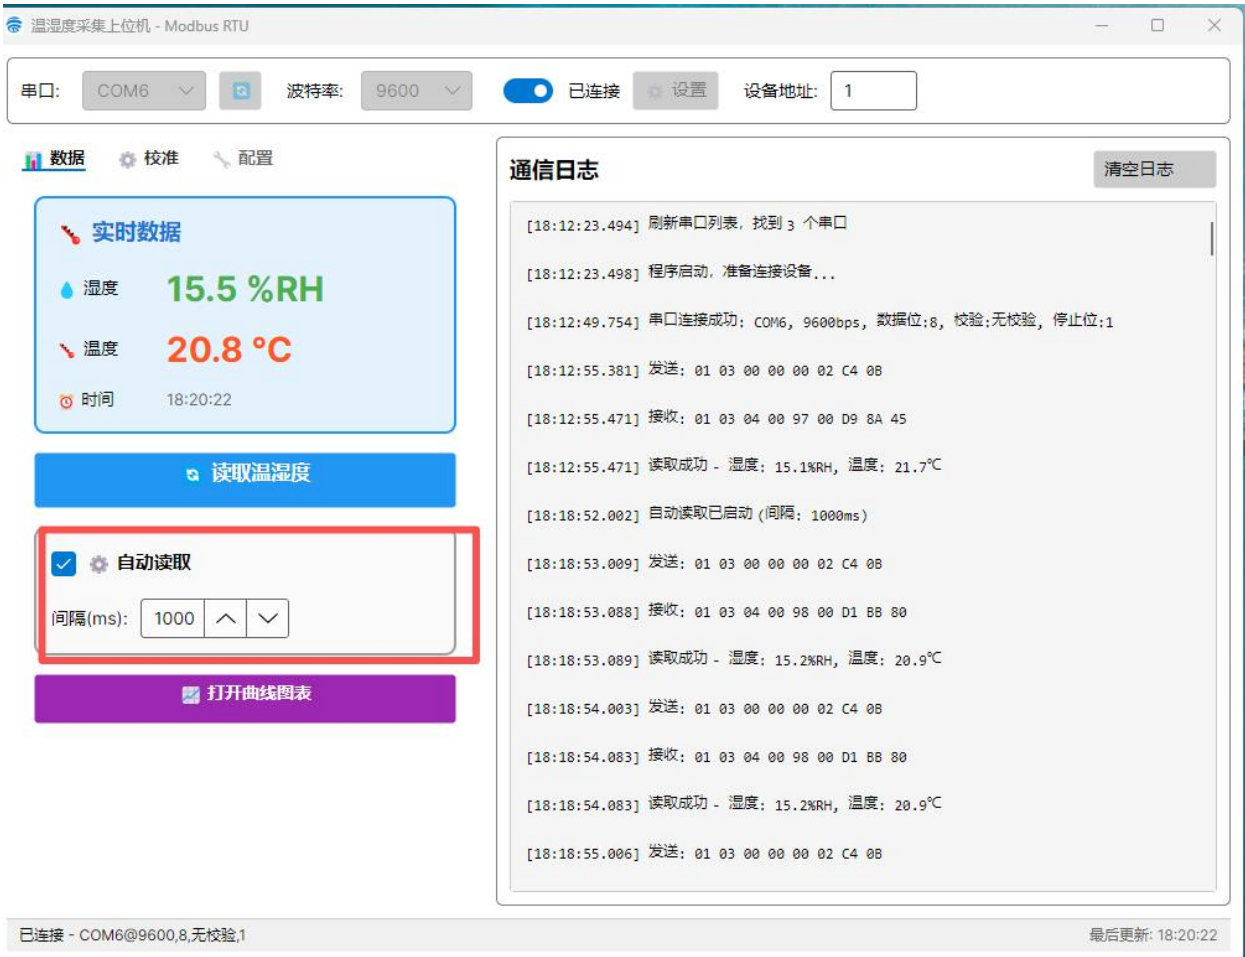 温湿度采集上位机 - Modbus RTU
串口: COM6 波特率: 9600 已连接 设置 设备地址: 1
数据 校准 配置
实时数据
湿度 15.5 %RH
温度 20.8 °C
时间 18:20:22
读取温湿度
自动读取
间隔(ms): 1000
打开曲线图表
通信日志 清空日志
[18:12:23.494] 刷新串口列表, 找到 3 个串口
[18:12:23.498] 程序启动, 准备连接设备...
[18:12:49.754] 串口连接成功: COM6, 9600bps, 数据位:8, 校验:无校验, 停止位:1
[18:12:55.381] 发送: 01 03 00 00 00 02 C4 0B
[18:12:55.471] 接收: 01 03 04 00 97 00 D9 8A 45
[18:12:55.471] 读取成功 - 湿度: 15.1%RH, 温度: 21.7℃
[18:18:52.002] 自动读取已启动 (间隔: 1000ms)
[18:18:53.009] 发送: 01 03 00 00 00 02 C4 0B
[18:18:53.088] 接收: 01 03 04 00 98 00 D1 BB 80
[18:18:53.089] 读取成功 - 湿度: 15.2%RH, 温度: 20.9℃
[18:18:54.003] 发送: 01 03 00 00 00 02 C4 0B
[18:18:54.083] 接收: 01 03 04 00 98 00 D1 BB 80
[18:18:54.083] 读取成功 - 湿度: 15.2%RH, 温度: 20.9℃
[18:18:55.006] 发送: 01 03 00 00 00 02 C4 0B
已连接 - COM6@9600,8,无校验,1 最后更新: 18:20:22